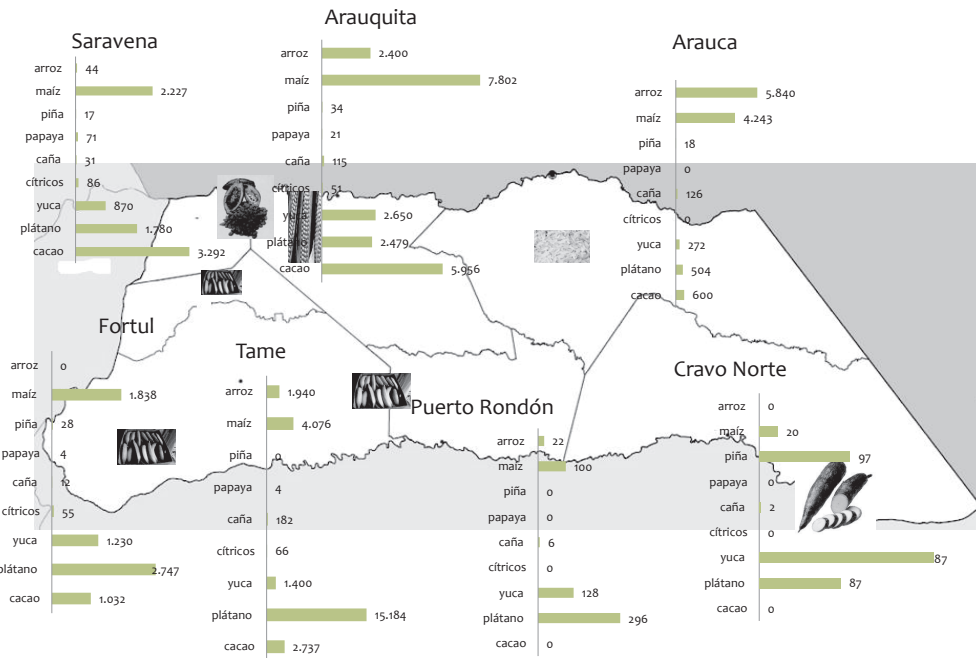 Saravena
arroz 44
maíz 2.227
piña 17
papaya 71
caña 31
cítricos 86
yuca 870
plátano 1.780
cacao 3.292
Arauquita
arroz 2.400
maíz 7.802
piña 34
papaya 21
caña 115
cítricos 51
yuca 2.650
plátano 2.479
cacao 5.956
Arauca
arroz 5.840
maíz 4.243
piña 18
papaya 0
caña 126
cítricos 0
yuca 272
plátano 504
cacao 600
Fortul
arroz 0
maíz 1.838
piña 28
papaya 4
caña 12
cítricos 55
yuca 1.230
plátano 2.747
cacao 1.032
Tame
arroz 1.940
maíz 4.076
piña 0
papaya 4
caña 182
cítricos 66
yuca 1.400
plátano 15.184
cacao 2.737
Puerto Rondón
arroz 22
maíz 100
piña 0
papaya 0
caña 6
cítricos 0
yuca 128
plátano 296
cacao 0
Cravo Norte
arroz 0
maíz 20
piña 97
papaya 0
caña 2
cítricos 0
yuca 87
plátano 87
cacao 0